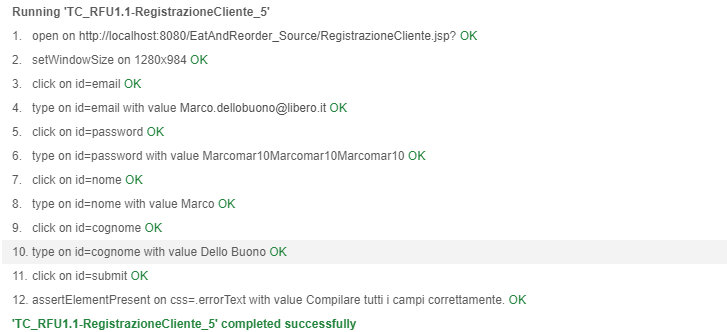 Running 'TC_RFU1.1-RegistrazioneCliente_5'
1. open on http://localhost:8080/EatAndReorder_Source/RegistrazioneCliente.jsp? OK
2. setWindowSize on 1280x984 OK
3. click on id=email OK
4. type on id=email with value Marco.dellobuono@libero.it OK
5. click on id=password OK
6. type on id=password with value Marcomar10Marcomar10Marcomar10 OK
7. click on id=nome OK
8. type on id=nome with value Marco OK
9. click on id=cognome OK
10. type on id=cognome with value Dello Buono OK
11. click on id=submit OK
12. assertElementPresent on css=.errorText with value Compilare tutti i campi correttamente. OK
'TC_RFU1.1-RegistrazioneCliente_5' completed successfully